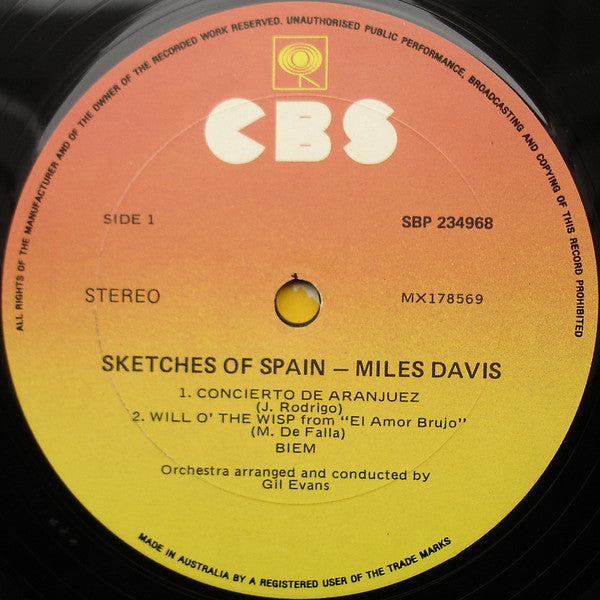 ALL RIGHTS OF THE MANUFACTURER AND OF THE OWNER OF THE RECORDED WORK RESERVED. UNAUTHORISED PUBLIC PERFORMANCE, BROADCASTING AND COPYING OF THIS RECORD PROHIBITED
CBS
SIDE 1
SBP 234968
STEREO
MX178569
SKETCHES OF SPAIN – MILES DAVIS
1. CONCIERTO DE ARANJUEZ
(J. Rodrigo)
2. WILL O' THE WISP from "El Amor Brujo"
(M. De Falla)
BIEM
Orchestra arranged and conducted by
Gil Evans
MADE IN AUSTRALIA BY A REGISTERED USER OF THE TRADE MARKS